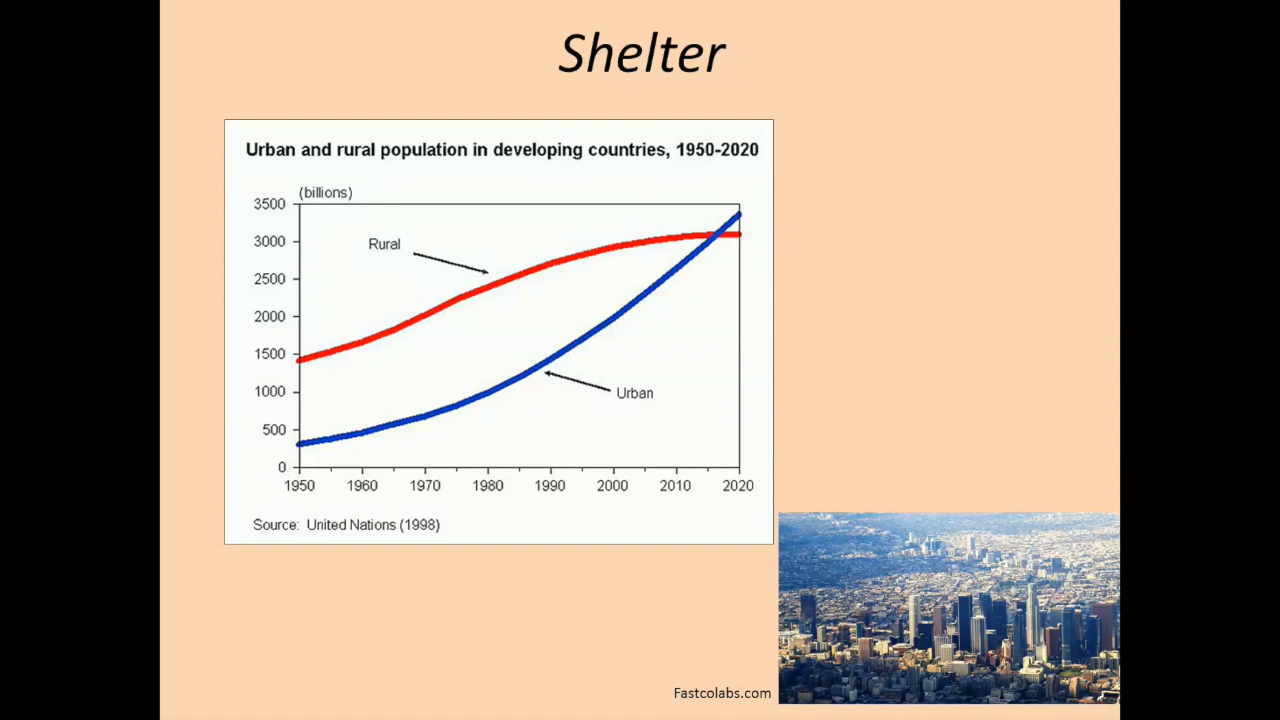 Shelter
Urban and rural population in developing countries, 1950-2020
(billions)
3500
3000
2500
2000
1500
1000
500
0
Rural
Urban
1950 1960 1970 1980 1990 2000 2010 2020
Source: United Nations (1998)
Fastcolabs.com